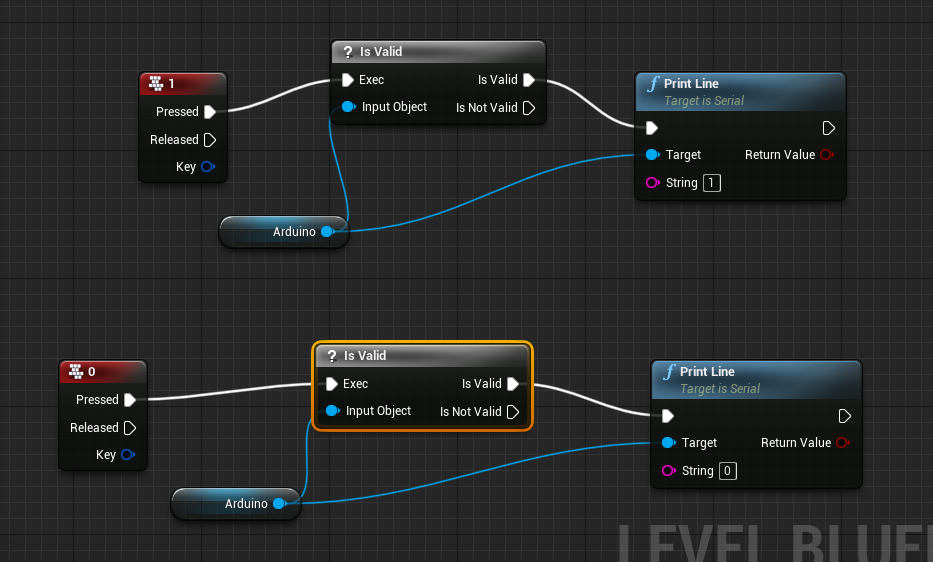 1
Pressed
Released
Key
? Is Valid
Exec
Is Valid
Input Object
Is Not Valid
f Print Line
Target is Serial
Target
Return Value
String 1
Arduino
0
Pressed
Released
Key
? Is Valid
Exec
Is Valid
Input Object
Is Not Valid
f Print Line
Target is Serial
Target
Return Value
String 0
Arduino
LEVEL